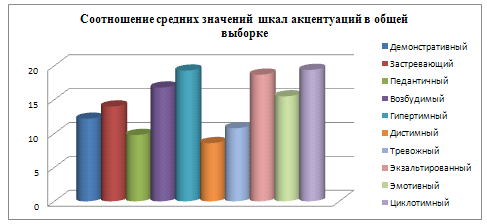 Соотношение средних значений шкал акцентуаций в общей
выборке
20
15
10
5
0
Демонстративный
Застревающий
Педантинный
Возбудимый
Гипертимный
Дистимный
Тревожный
Экзальтированный
Эмотивный
Циклотимный